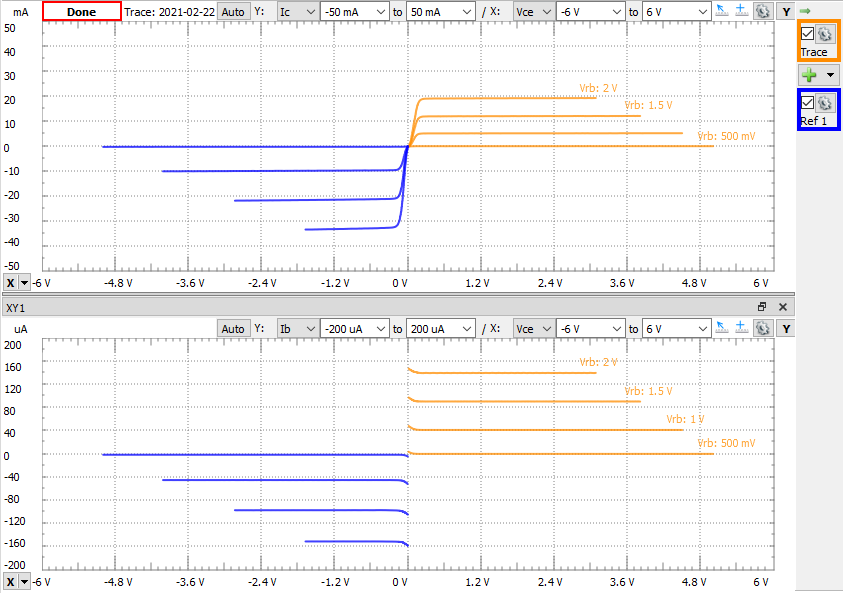 mA Done Trace: 2021-02-22 Auto Y: Ic -50 mA to 50 mA / X: Vce -6 V to 6 V Y
50
40
30
20
10
0
-10
-20
-30
-40
-50
Vrb: 2 V
Vrb: 1.5 V
Vrb: 500 mV
X -6 V -4.8 V -3.6 V -2.4 V -1.2 V 0 V 1.2 V 2.4 V 3.6 V 4.8 V 6 V
Trace
Ref 1
XY1
uA Auto Y: Ib -200 uA to 200 uA / X: Vce -6 V to 6 V Y
200
160
120
80
40
0
-40
-80
-120
-160
-200
Vrb: 2 V
Vrb: 1.5 V
Vrb: 1 V
Vrb: 500 mV
X -6 V -4.8 V -3.6 V -2.4 V -1.2 V 0 V 1.2 V 2.4 V 3.6 V 4.8 V 6 V